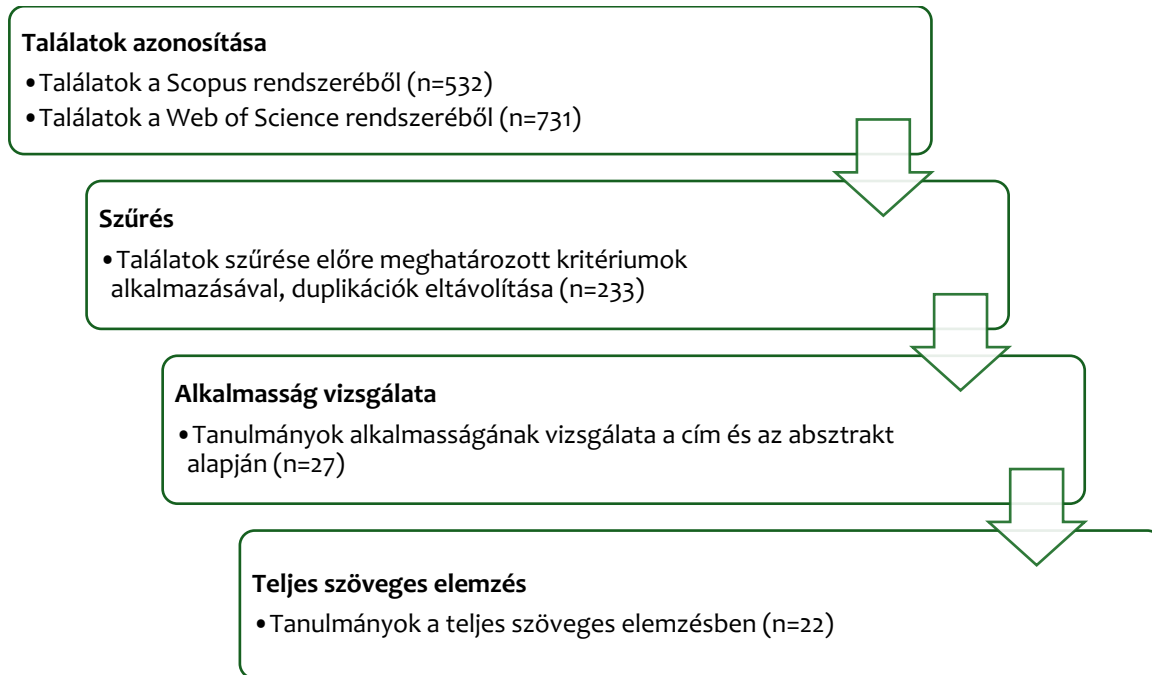 Találatok azonosítása
•Találatok a Scopus rendszeréből (n=532)
•Találatok a Web of Science rendszeréből (n=731)
Szűrés
•Találatok szűrése előre meghatározott kritériumok
alkalmazásával, duplikációk eltávolítása (n=233)
Alkalmasság vizsgálata
•Tanulmányok alkalmasságának vizsgálata a cím és az absztrakt
alapján (n=27)
Teljes szöveges elemzés
•Tanulmányok a teljes szöveges elemzésben (n=22)